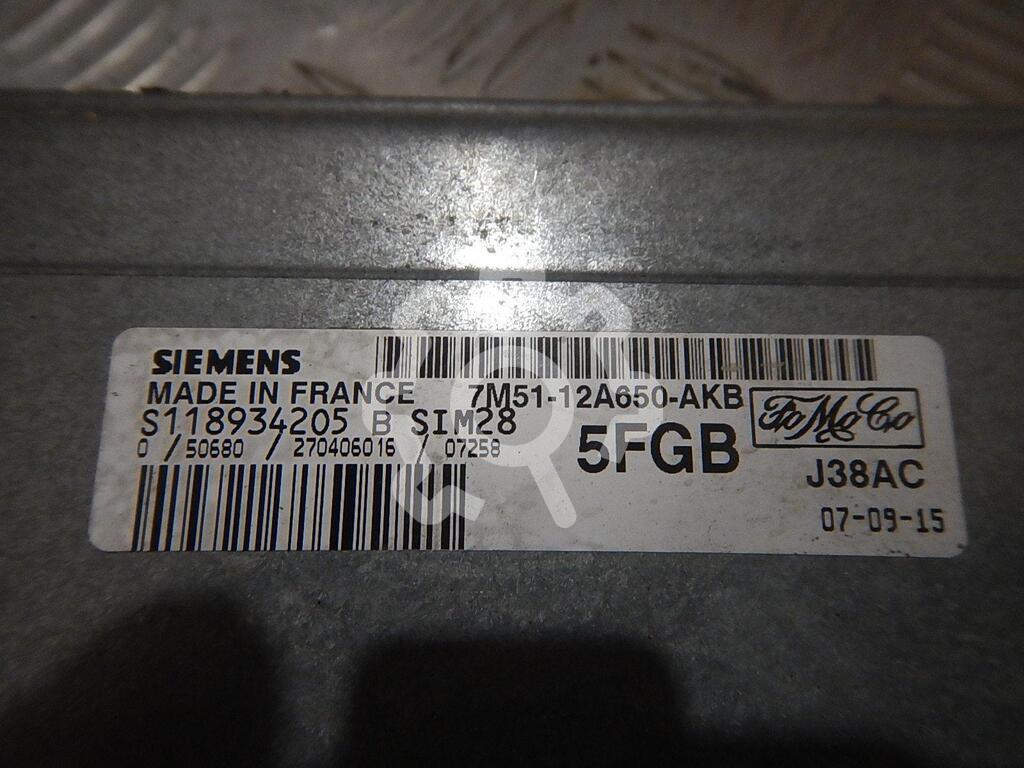 SIEMENS
MADE IN FRANCE 7M51-12A650-AKB FoMoCo
S118934205 B SIM28
0 /50680 /270406016 /07258 5FGB
J38AC
07-09-15